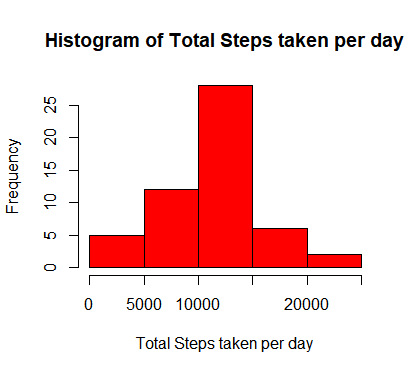 Histogram of Total Steps taken per day
Frequency
25
20
15
10
5
0
0 5000 10000 20000
Total Steps taken per day